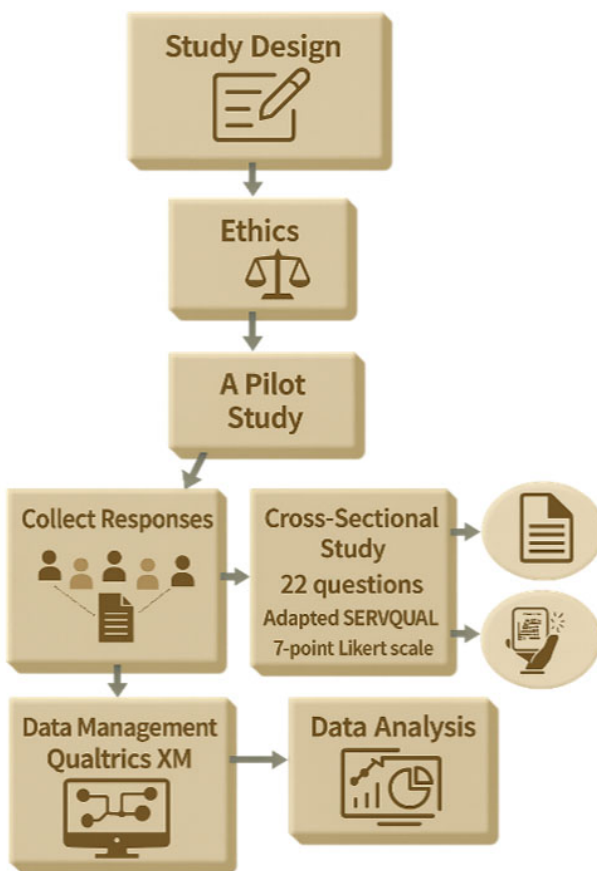 Study Design
Ethics
A Pilot
Study
Collect Responses
Cross-Sectional
Study
22 questions
Adapted SERVQUAL
7-point Likert scale
Data Management
Qualtrics XM
Data Analysis